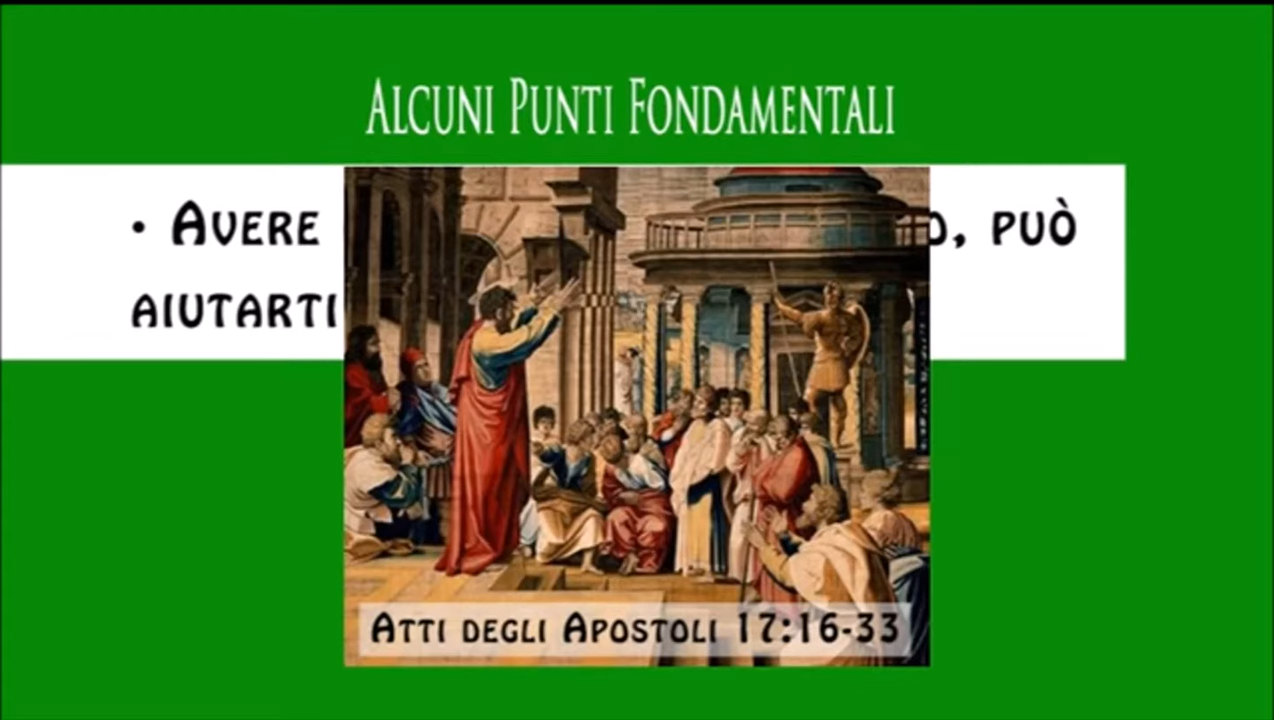 Alcuni Punti Fondamentali
• Avere , può
aiutarti
Atti degli Apostoli 17:16-33